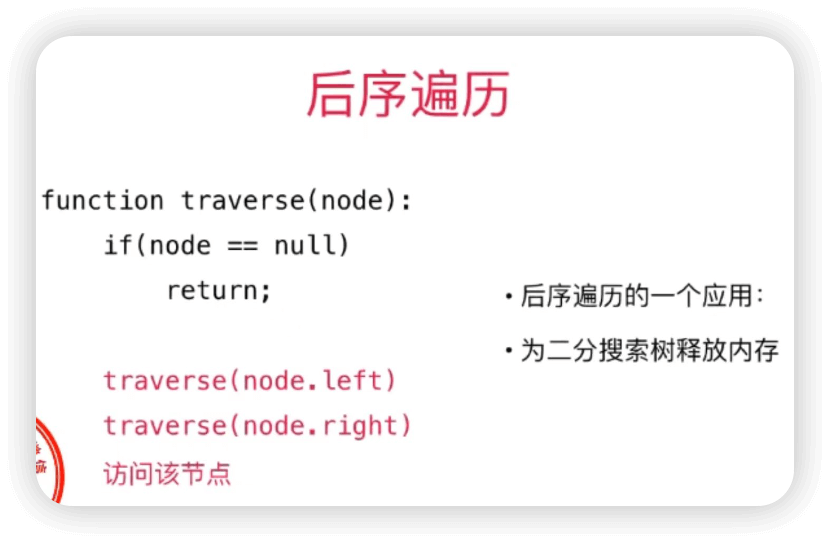 后序遍历
function traverse(node):
if(node == null)
return;
• 后序遍历的一个应用：
• 为二分搜索树释放内存
traverse(node.left)
traverse(node.right)
访问该节点